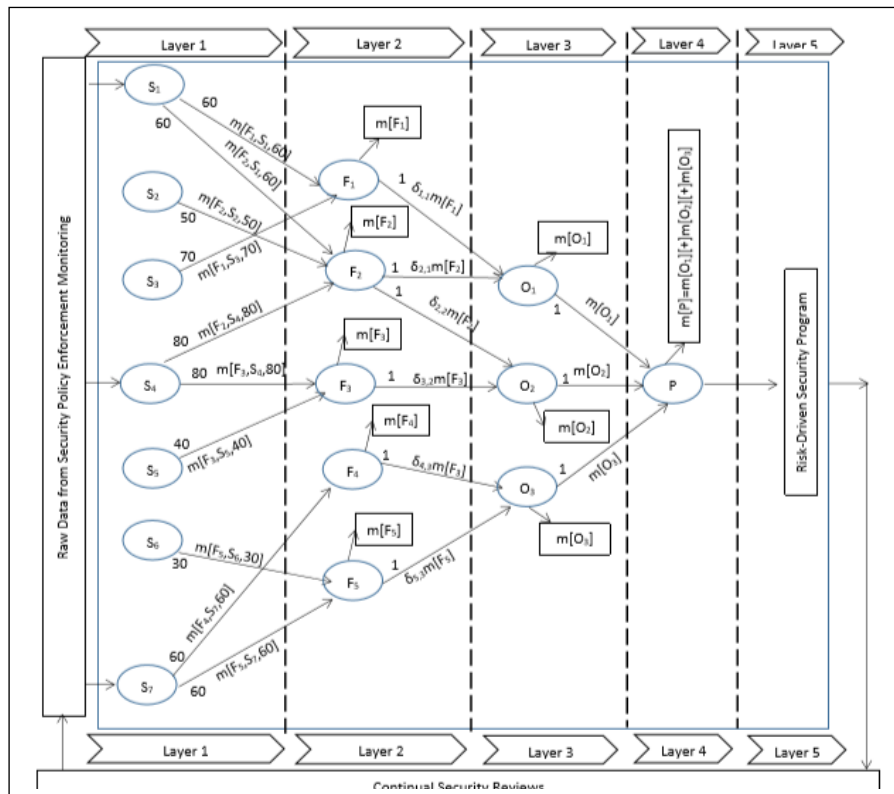 Layer 1
Layer 2
Layer 3
Layer 4
Layer 5
Raw Data from Security Policy Enforcement Monitoring
S₁
60
60
m[F₁,S₁,60]
m[F₂,S₁,60]
m[F₁]
S₂
50
m[F₂,S₂,50]
F₁
1
δ₁,₁m[F₁]
m[F₂]
S₃
70
m[F₁,S₃,70]
F₂
1
δ₂,₁m[F₂]
1
δ₂,₂m[F₂]
m[O₁]
O₁
1
m[O₁]
m[P]=m[O₁][+]m[O₂][+]m[O₃]
80
m[F₂,S₄,80]
m[F₃]
S₄
80
m[F₃,S₄,80]
F₃
1
δ₃,₂m[F₃]
O₂
1
m[O₂]
P
m[O₂]
Risk-Driven Security Program
40
m[F₃,S₅,40]
S₅
m[F₄]
F₄
1
δ₄,₃m[F₃]
O₃
1
m[O₃]
m[O₃]
S₆
30
m[F₅,S₆,30]
m[F₅]
F₅
1
δ₅,₃m[F₅]
60
m[F₄,S₇,60]
S₇
60
m[F₅,S₇,60]
Layer 1
Layer 2
Layer 3
Layer 4
Layer 5
Continual Security Reviews